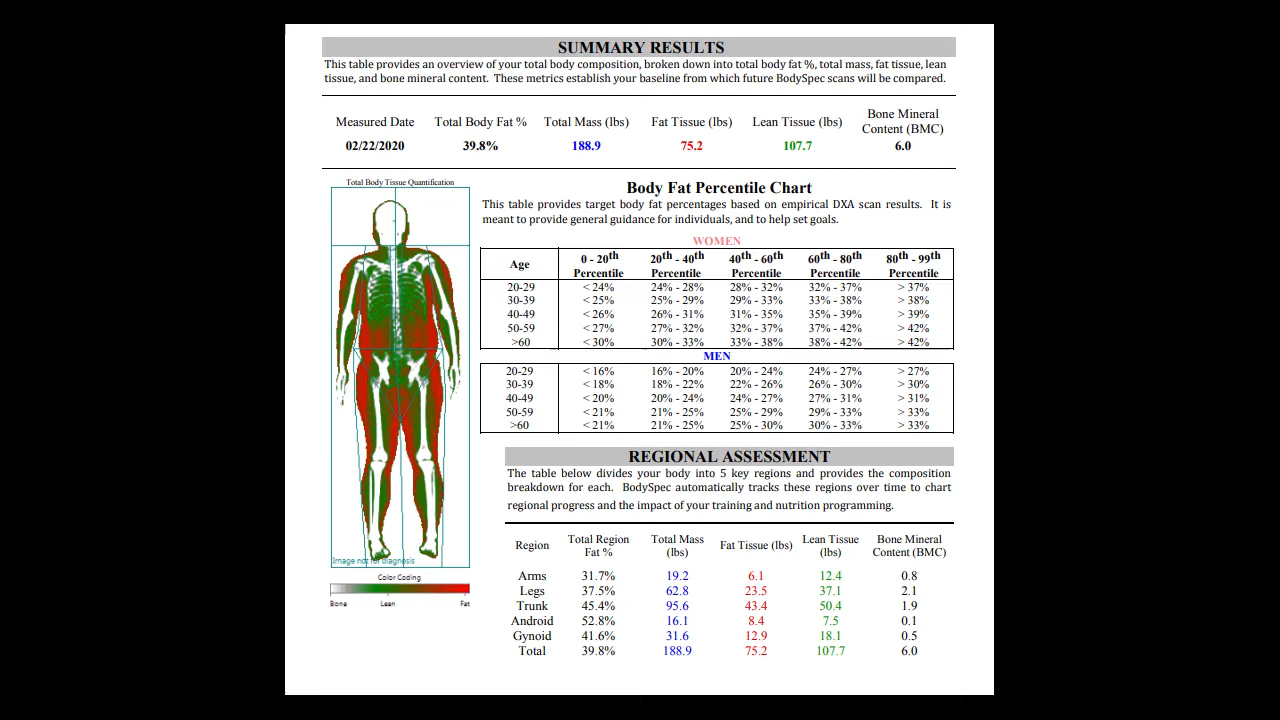 SUMMARY RESULTS
This table provides an overview of your total body composition, broken down into total body fat %, total mass, fat tissue, lean
tissue, and bone mineral content. These metrics establish your baseline from which future BodySpec scans will be compared.
Measured Date Total Body Fat % Total Mass (lbs) Fat Tissue (lbs) Lean Tissue (lbs) Bone Mineral Content (BMC)
02/22/2020 39.8% 188.9 75.2 107.7 6.0
Total Body Tissue Quantification
Image not for diagnosis
Color Coding
Bone Lean Fat
Body Fat Percentile Chart
This table provides target body fat percentages based on empirical DXA scan results. It is
meant to provide general guidance for individuals, and to help set goals.
WOMEN
Age 0 - 20th Percentile 20th - 40th Percentile 40th - 60th Percentile 60th - 80th Percentile 80th - 99th Percentile
20-29 < 24% 24% - 28% 28% - 32% 32% - 37% > 37%
30-39 < 25% 25% - 29% 29% - 33% 33% - 38% > 38%
40-49 < 26% 26% - 31% 31% - 35% 35% - 39% > 39%
50-59 < 27% 27% - 32% 32% - 37% 37% - 42% > 42%
>60 < 30% 30% - 33% 33% - 38% 38% - 42% > 42%
MEN
20-29 < 16% 16% - 20% 20% - 24% 24% - 27% > 27%
30-39 < 18% 18% - 22% 22% - 26% 26% - 30% > 30%
40-49 < 20% 20% - 24% 24% - 27% 27% - 31% > 31%
50-59 < 21% 21% - 25% 25% - 29% 29% - 33% > 33%
>60 < 21% 21% - 25% 25% - 30% 30% - 33% > 33%
REGIONAL ASSESSMENT
The table below divides your body into 5 key regions and provides the composition
breakdown for each. BodySpec automatically tracks these regions over time to chart
regional progress and the impact of your training and nutrition programming.
Region Total Region Fat % Total Mass (lbs) Fat Tissue (lbs) Lean Tissue (lbs) Bone Mineral Content (BMC)
Arms 31.7% 19.2 6.1 12.4 0.8
Legs 37.5% 62.8 23.5 37.1 2.1
Trunk 45.4% 95.6 43.4 50.4 1.9
Android 52.8% 16.1 8.4 7.5 0.1
Gynoid 41.6% 31.6 12.9 18.1 0.5
Total 39.8% 188.9 75.2 107.7 6.0